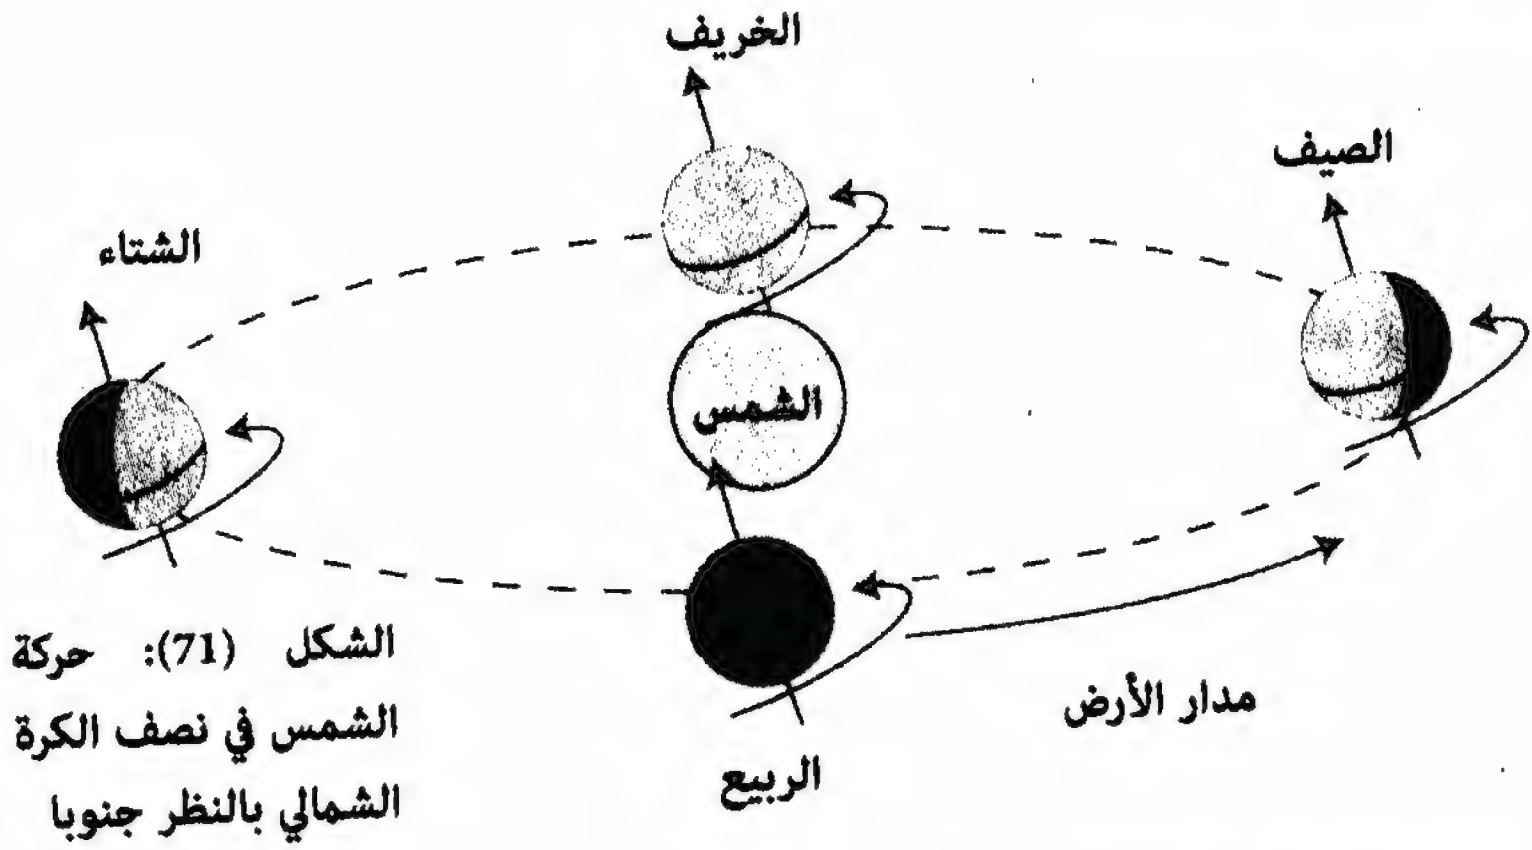 الخريف
الصيف
الشتاء
الشمس
الشكل (71): حركة
الشمس في نصف الكرة
الشمالي بالنظر جنوبا
مدار الأرض
الربيع